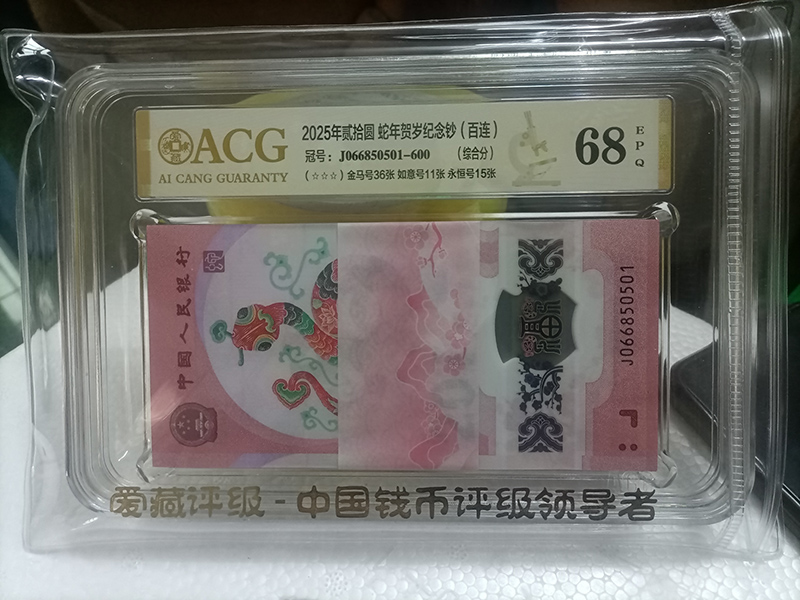 ACG
AI CANG GUARANTY
2025年贰拾圆 蛇年贺岁纪念钞（百连）
冠号：J066850501-600 （综合分）
（☆☆☆）金马号36张 如意号11张 永恒号15张
68
EPQ
中国人民银行
J066850501
爱藏评级-中国钱币评级领导者